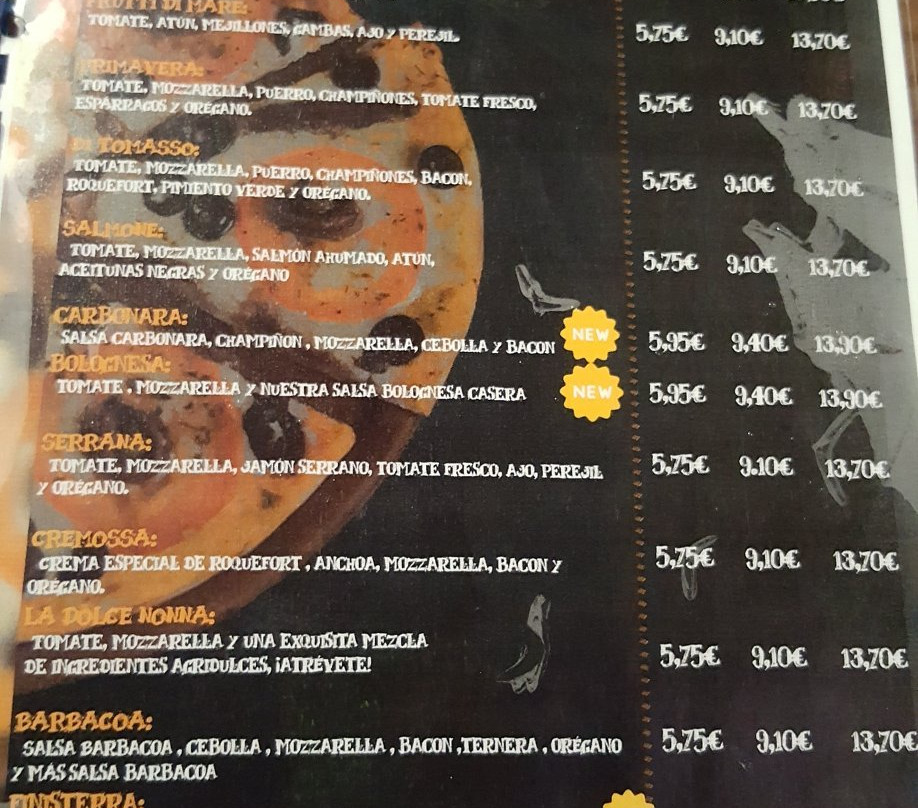 FRUTTI DI MARE:
TOMATE, ATÚN, MEJILLONES, GAMBAS, AJO Y PEREJIL 5,75€ 9,10€ 13,70€
PRIMAVERA:
TOMATE, MOZZARELLA, PUERRO, CHAMPIÑONES, TOMATE FRESCO, 5,75€ 9,10€ 13,70€
ESPÁRRAGOS Y ORÉGANO.
DI TOMASSO:
TOMATE, MOZZARELLA, PUERRO, CHAMPIÑONES, BACON, 5,75€ 9,10€ 13,70€
ROQUEFORT, PIMIENTO VERDE Y ORÉGANO.
SALMONE:
TOMATE, MOZZARELLA, SALMÓN AHUMADO, ATÚN, 5,75€ 9,10€ 13,70€
ACEITUNAS NEGRAS Y ORÉGANO
CARBONARA:
SALSA CARBONARA, CHAMPIÑON , MOZZARELLA, CEBOLLA Y BACON NEW 5,95€ 9,40€ 13,90€
BOLOGNESA:
TOMATE , MOZZARELLA Y NUESTRA SALSA BOLOGNESA CASERA NEW 5,95€ 9,40€ 13,90€
SERRANA:
TOMATE, MOZZARELLA, JAMÓN SERRANO, TOMATE FRESCO, AJO, PEREJIL 5,75€ 9.10€ 13,70€
Y ORÉGANO.
CREMOSSA:
CREMA ESPECIAL DE ROQUEFORT , ANCHOA, MOZZARELLA, BACON Y 5,75€ 9,10€ 13,70€
ORÉGANO.
LA DOLCE NONNA:
TOMATE, MOZZARELLA Y UNA EXQUISITA MEZCLA 5,75€ 9,10€ 13,70€
DE INGREDIENTES AGRIDULCES, ¡ATRÉVETE!
BARBACOA:
SALSA BARBACOA , CEBOLLA , MOZZARELLA , BACON ,TERNERA , ORÉGANO 5,75€ 9,10€ 13,70€
Y MÁS SALSA BARBACOA
FINISTERRA: